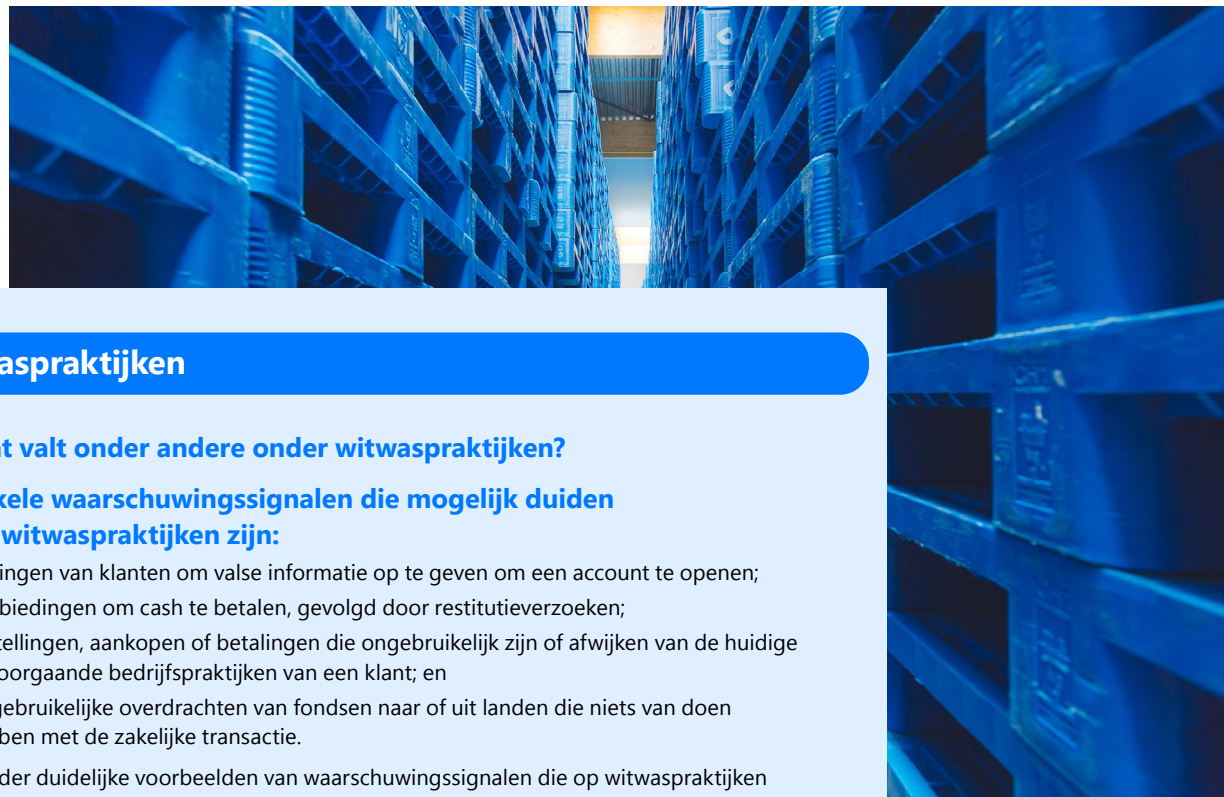 aspraktijken
t valt onder andere onder witwaspraktijken?
kele waarschuwingssignalen die mogelijk duiden
witwaspraktijken zijn:
ingen van klanten om valse informatie op te geven om een account te openen;
biedingen om cash te betalen, gevolgd door restitutieverzoeken;
tellingen, aankopen of betalingen die ongebruikelijk zijn of afwijken van de huidige
oorgaande bedrijfspraktijken van een klant; en
gebruikelijke overdrachten van fondsen naar of uit landen die niets van doen
ben met de zakelijke transactie.
der duidelijke voorbeelden van waarschuwingssignalen die op witwaspraktijken